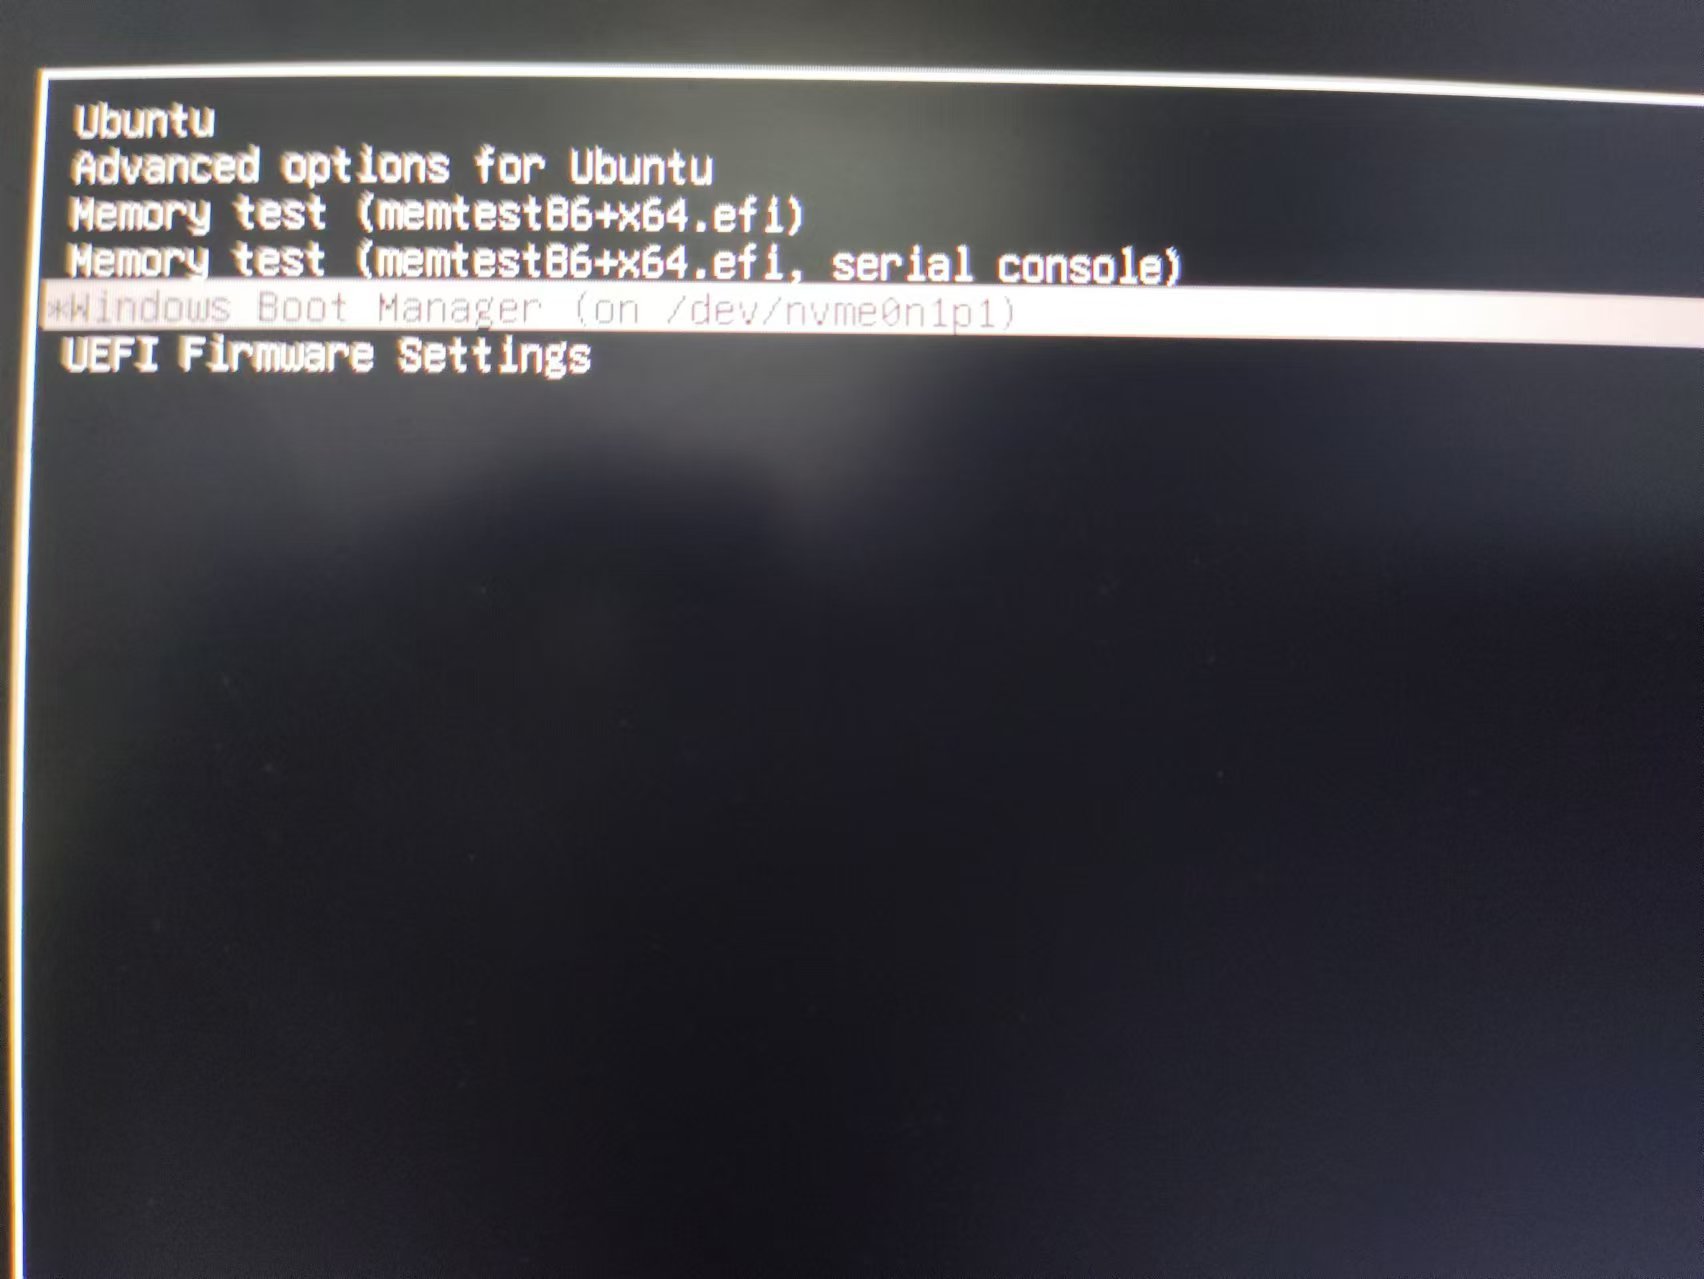 Ubuntu
Advanced options for Ubuntu
Memory test (memtest86+x64.efi)
Memory test (memtest86+x64.efi, serial console)
*Windows Boot Manager (on /dev/nvme0n1p1)
UEFI Firmware Settings